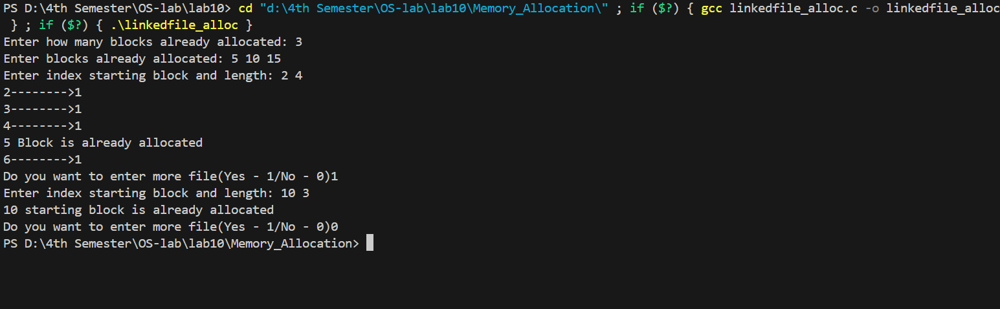 PS D:\4th Semester\OS-lab\lab10> cd "d:\4th Semester\OS-lab\lab10\Memory_Allocation\" ; if ($?) { gcc linkedfile_alloc.c -o linkedfile_alloc
 } ; if ($?) { .\linkedfile_alloc }
Enter how many blocks already allocated: 3
Enter blocks already allocated: 5 10 15
Enter index starting block and length: 2 4
2-------->1
3-------->1
4-------->1
5 Block is already allocated
6-------->1
Do you want to enter more file(Yes - 1/No - 0)1
Enter index starting block and length: 10 3
10 starting block is already allocated
Do you want to enter more file(Yes - 1/No - 0)0
PS D:\4th Semester\OS-lab\lab10\Memory_Allocation>